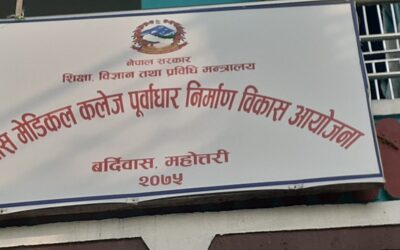 नेपाल सरकार
शिक्षा, विज्ञान तथा प्रविधि मन्त्रालय
मेडिकल कलेज पूर्वाधार निर्माण विकास आयोजना
बर्दिवास, महोत्तरी
२०७५